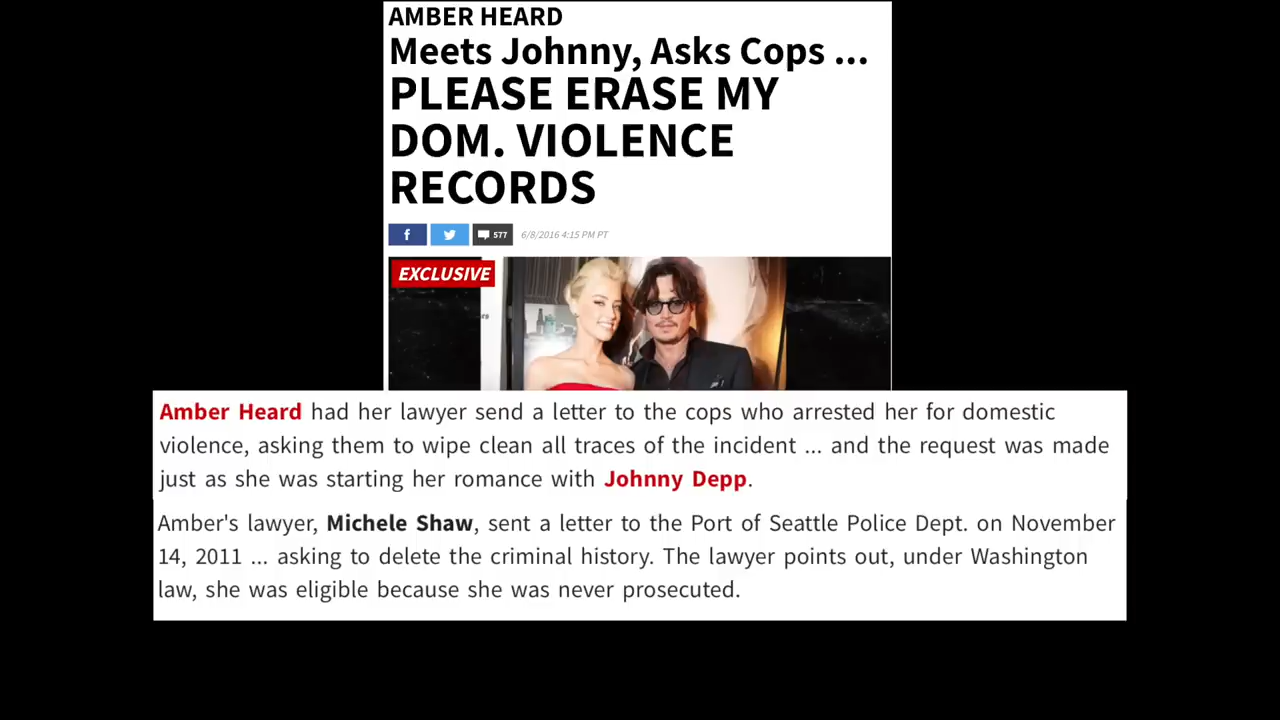 AMBER HEARD
Meets Johnny, Asks Cops ...
PLEASE ERASE MY
DOM. VIOLENCE
RECORDS
f 577 6/8/2016 4:15 PM PT
EXCLUSIVE
Amber Heard had her lawyer send a letter to the cops who arrested her for domestic
violence, asking them to wipe clean all traces of the incident ... and the request was made
just as she was starting her romance with Johnny Depp.
Amber's lawyer, Michele Shaw, sent a letter to the Port of Seattle Police Dept. on November
14, 2011 ... asking to delete the criminal history. The lawyer points out, under Washington
law, she was eligible because she was never prosecuted.